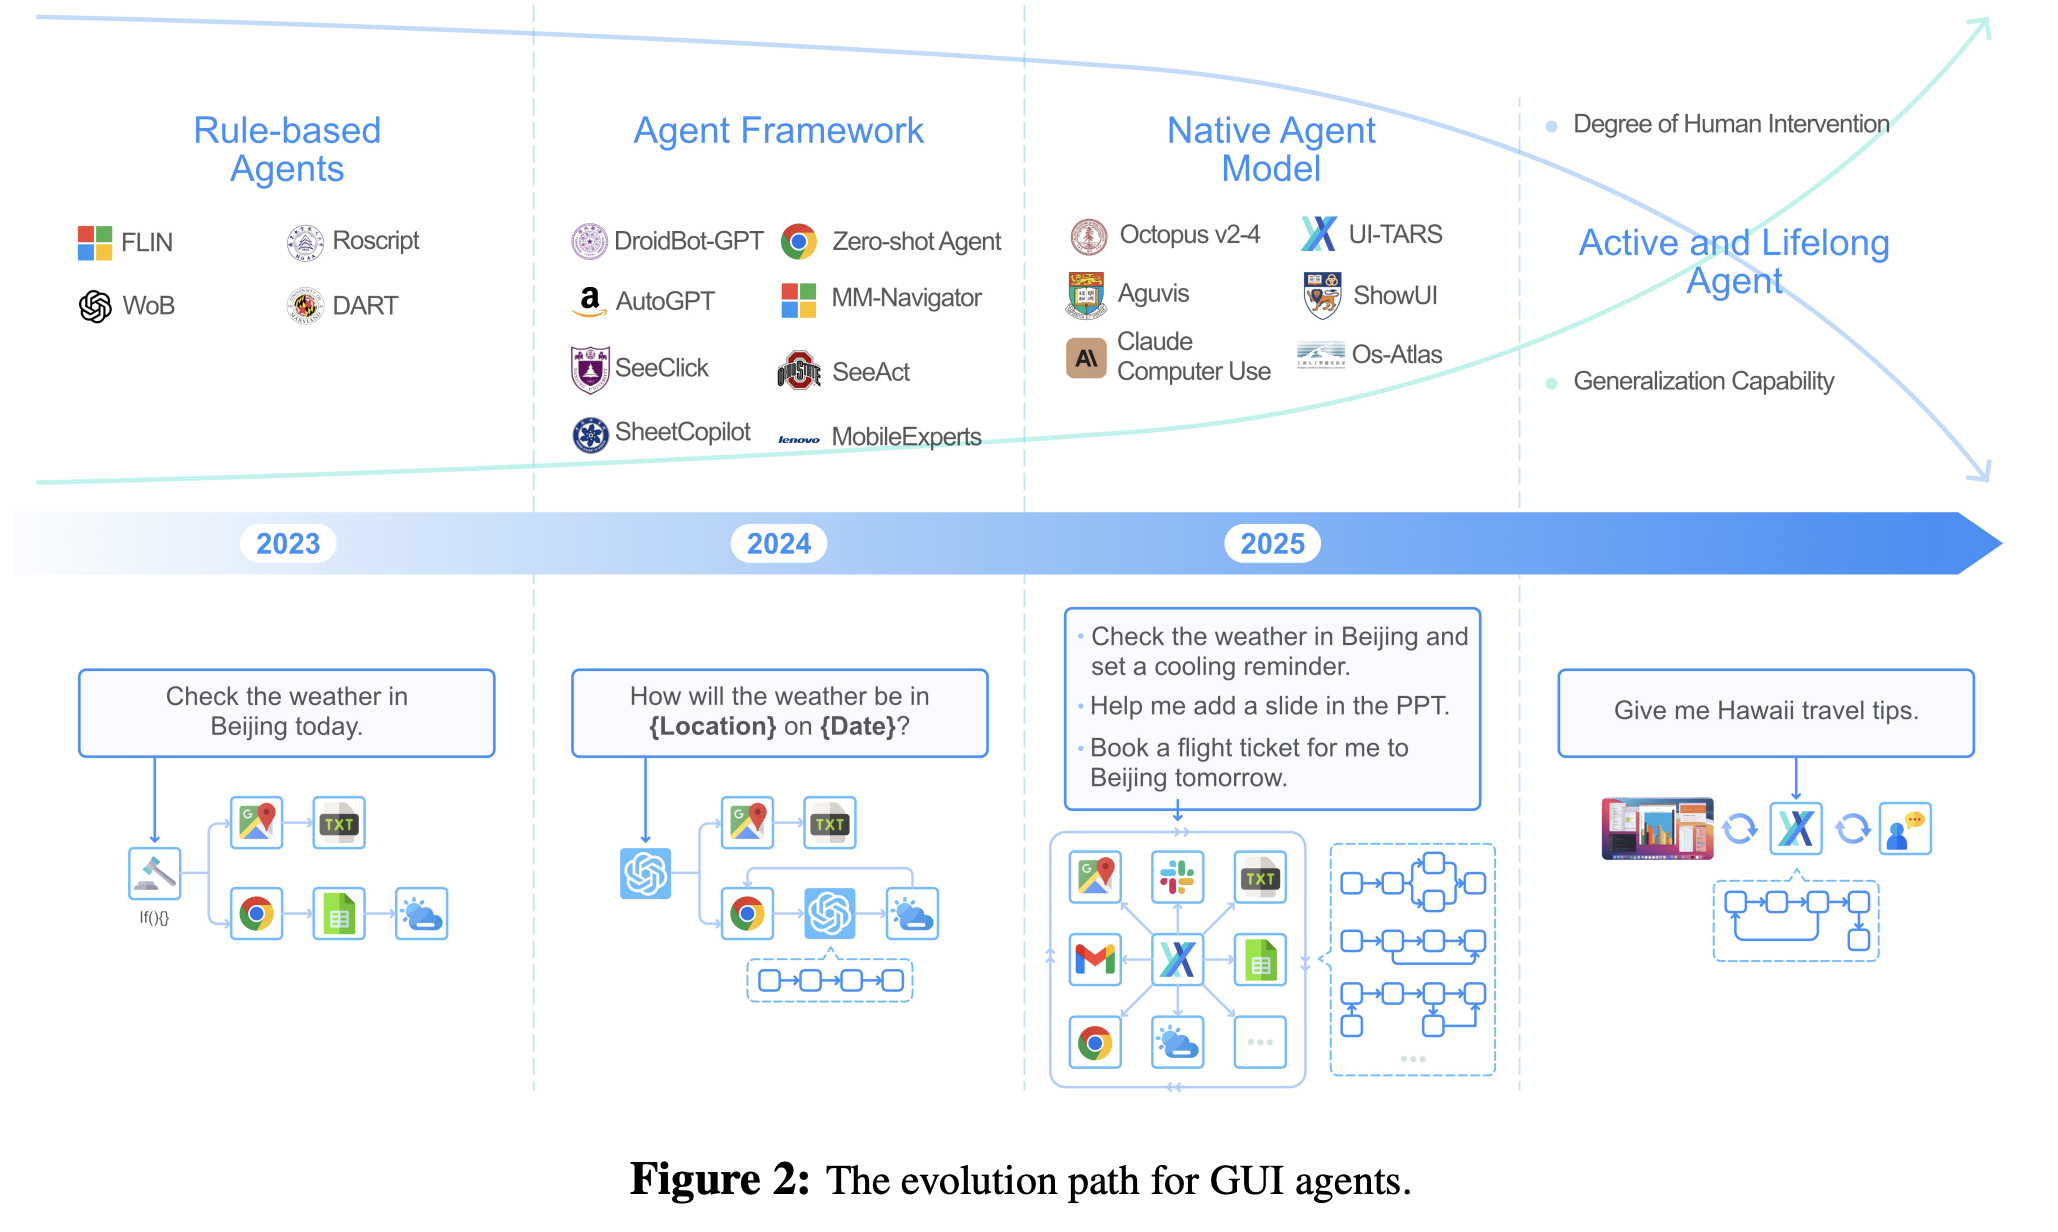 Rule-based
Agents
FLIN
Roscript
WoB
DART
Agent Framework
DroidBot-GPT
Zero-shot Agent
AutoGPT
MM-Navigator
SeeClick
SeeAct
SheetCopilot
lenovo
MobileExperts
Native Agent
Model
Octopus v2-4
UI-TARS
Aguvis
ShowUI
Claude
Computer Use
Os-Atlas
Degree of Human Intervention
Active and Lifelong
Agent
Generalization Capability
2023
2024
2025
Check the weather in
Beijing today.
If(){}
TXT
How will the weather be in
{Location} on {Date}?
TXT
• Check the weather in Beijing and
set a cooling reminder.
• Help me add a slide in the PPT.
• Book a flight ticket for me to
Beijing tomorrow.
TXT
Give me Hawaii travel tips.
Figure 2: The evolution path for GUI agents.